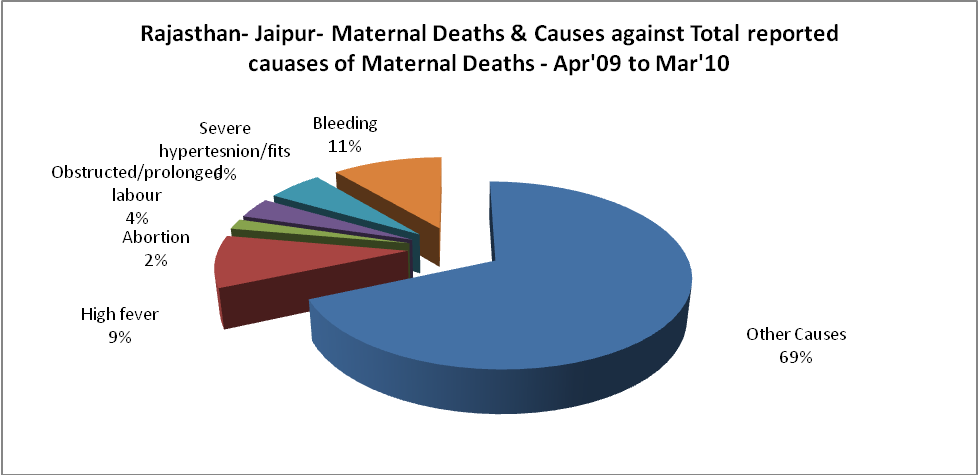 Rajasthan- Jaipur- Maternal Deaths & Causes against Total reported
cauases of Maternal Deaths - Apr'09 to Mar'10
Bleeding
11%
Severe
hypertesnion/fits
Obstructed/prolonged
labour
4%
Abortion
2%
High fever
9%
Other Causes
69%